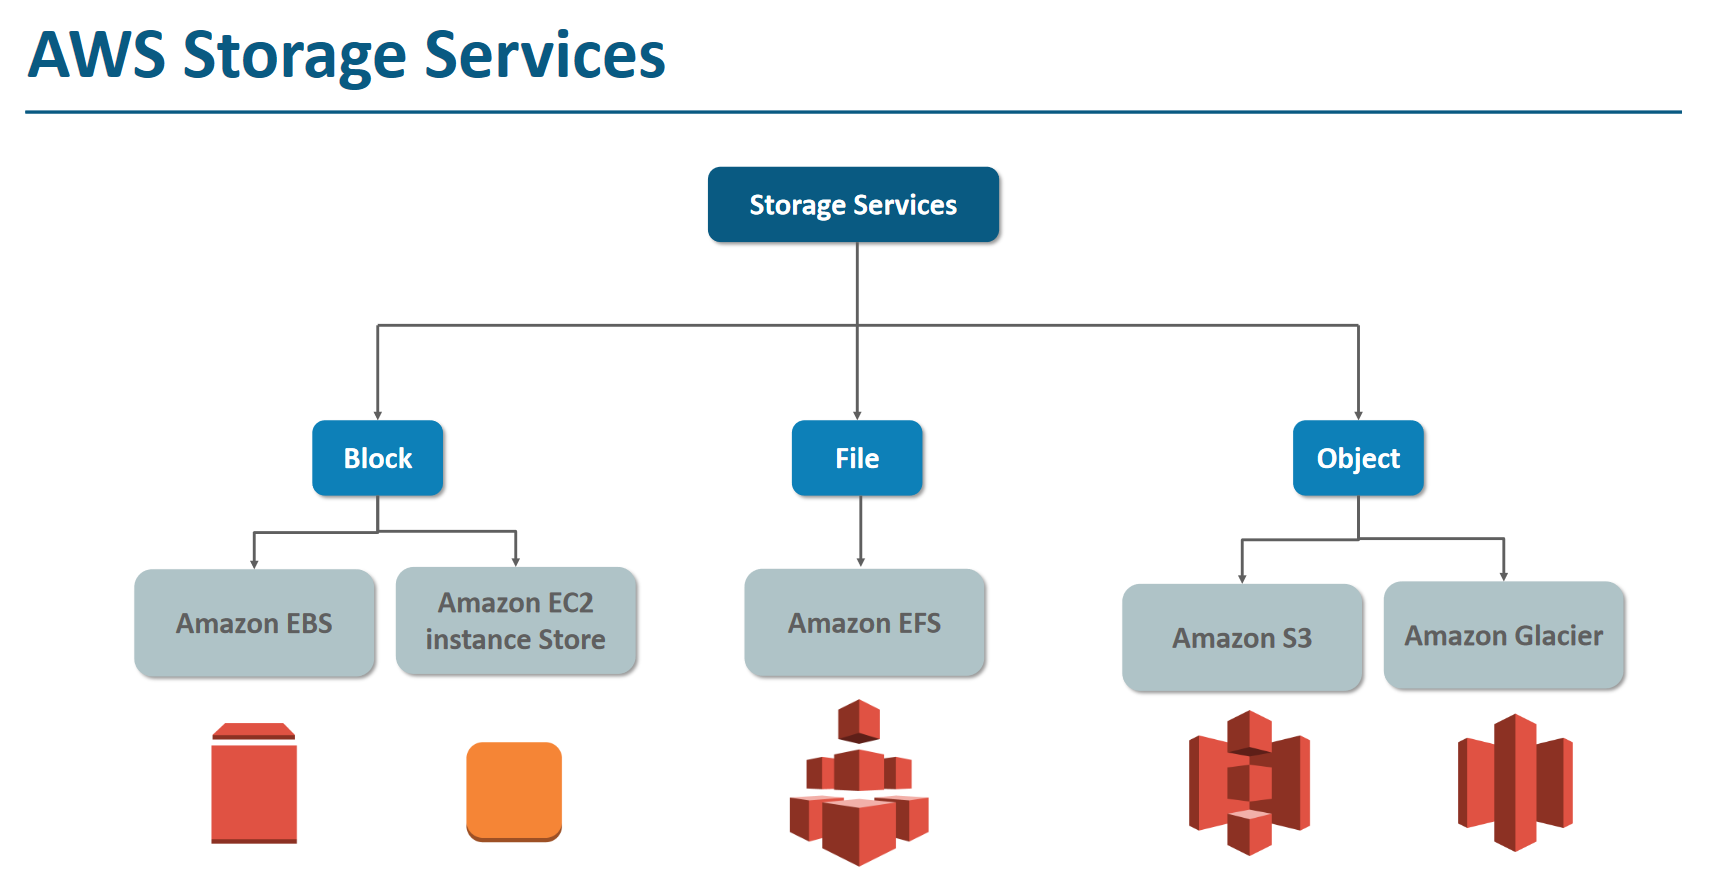 AWS Storage Services
Storage Services
Block
File
Object
Amazon EBS
Amazon EC2
instance Store
Amazon EFS
Amazon S3
Amazon Glacier